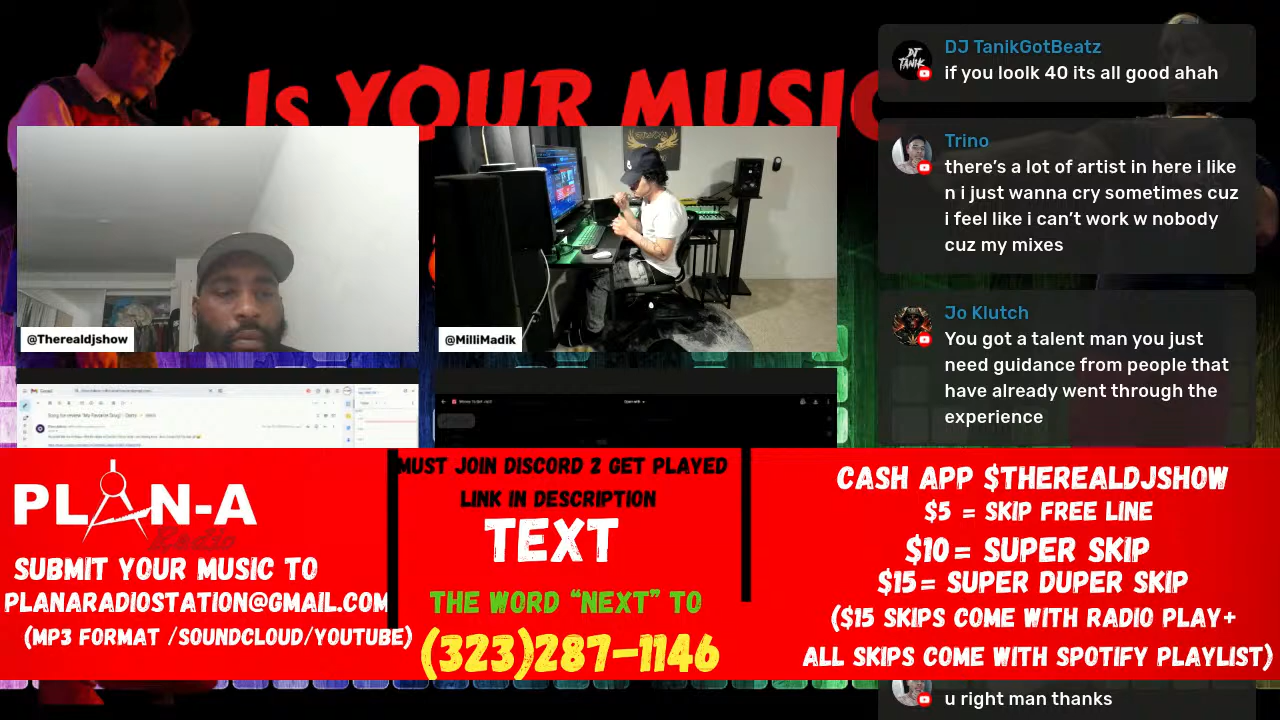 Is YOUR MUSIC
DJ TanikGotBeatz
if you loolk 40 its all good ahah
Trino
there's a lot of artist in here i like
n i just wanna cry sometimes cuz
i feel like i can't work w nobody
cuz my mixes
Jo Klutch
You got a talent man you just
need guidance from people that
have already went through the
experience
u right man thanks
@Therealdjshow
@MilliMadik
PLAN-A
Radio
SUBMIT YOUR MUSIC TO
PLANARADIOSTATION@GMAIL.COM
(MP3 FORMAT /SOUNDCLOUD/YOUTUBE)
MUST JOIN DISCORD 2 GET PLAYED
LINK IN DESCRIPTION
TEXT
THE WORD “NEXT” TO
(323)287-1146
CASH APP $THEREALDJSHOW
$5 = SKIP FREE LINE
$10= SUPER SKIP
$15= SUPER DUPER SKIP
($15 SKIPS COME WITH RADIO PLAY+
ALL SKIPS COME WITH SPOTIFY PLAYLIST)